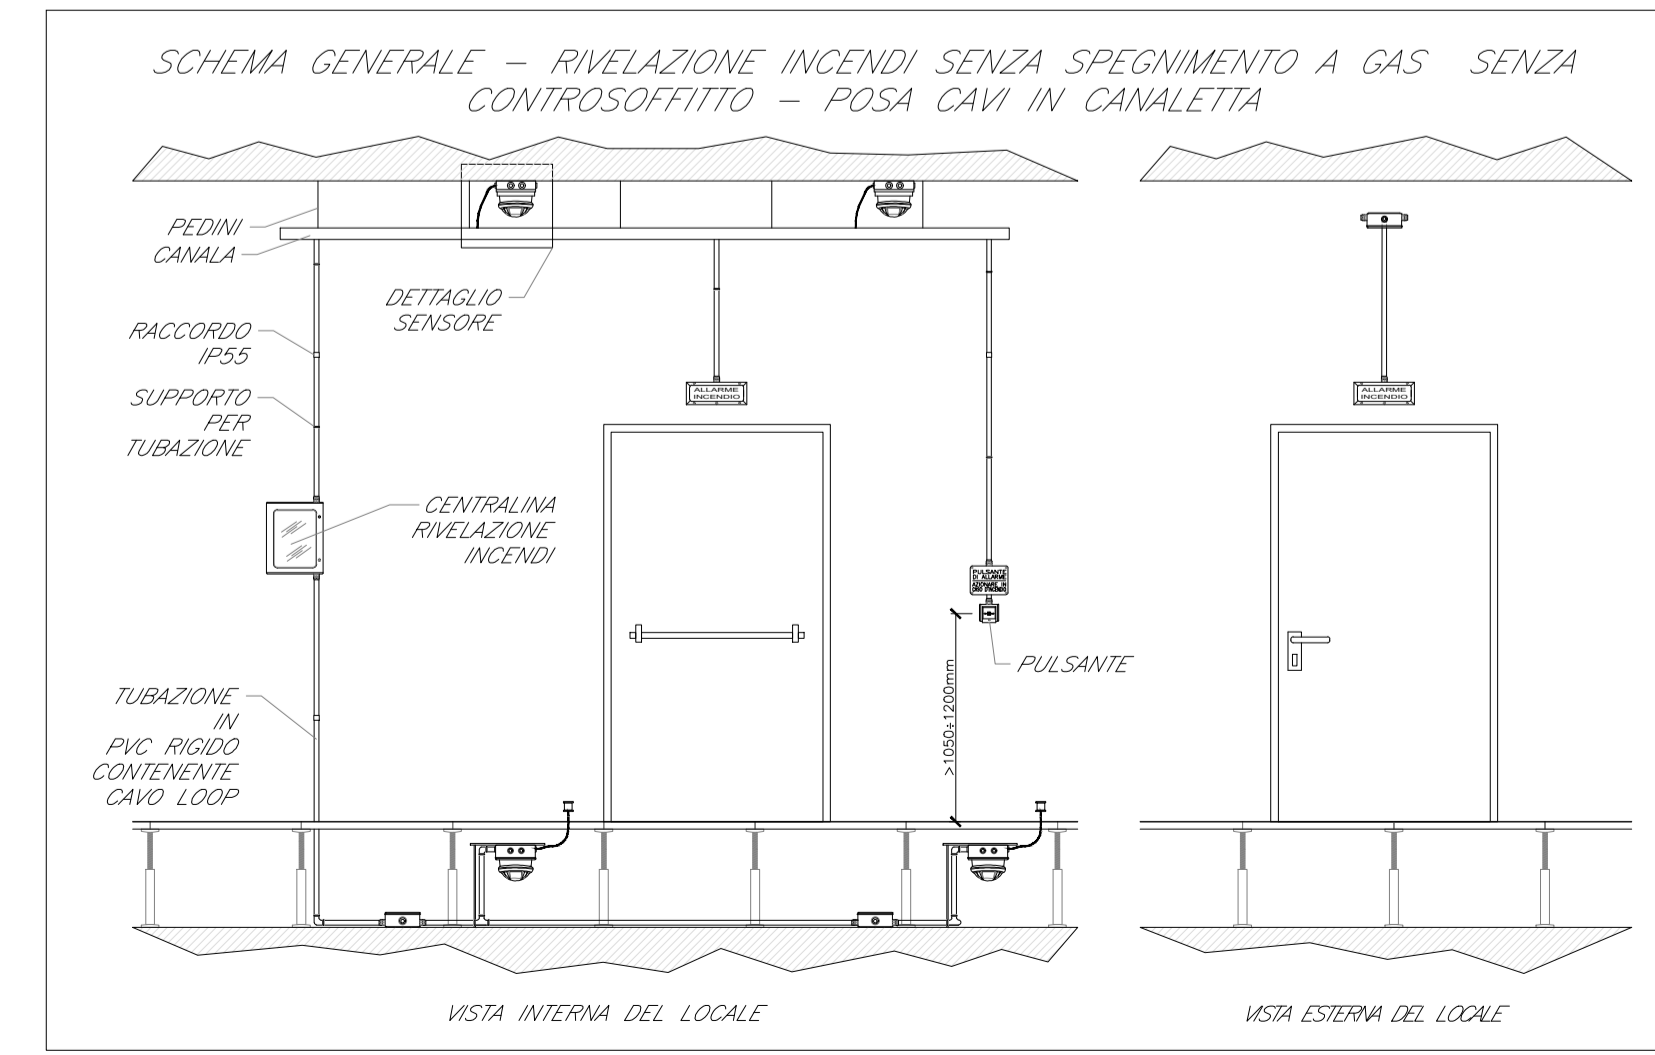 SCHEMA GENERALE – RIVELAZIONE INCENDI SENZA SPEGNIMENTO A GAS SENZA
CONTROSOFFITTO – POSA CAVI IN CANALETTA
PEDINI
CANALA
DETTAGLIO
SENSORE
RACCORDO
IP55
SUPPORTO
PER
TUBAZIONE
ALLARME
INCENDIO
ALLARME
INCENDIO
CENTRALINA
RIVELAZIONE
INCENDI
PULSANTE
DI ALLARME
AZIONARE IN
CASO D'INCENDIO
PULSANTE
>1050÷1200mm
TUBAZIONE
IN
PVC RIGIDO
CONTENENTE
CAVO LOOP
VISTA INTERNA DEL LOCALE
VISTA ESTERNA DEL LOCALE